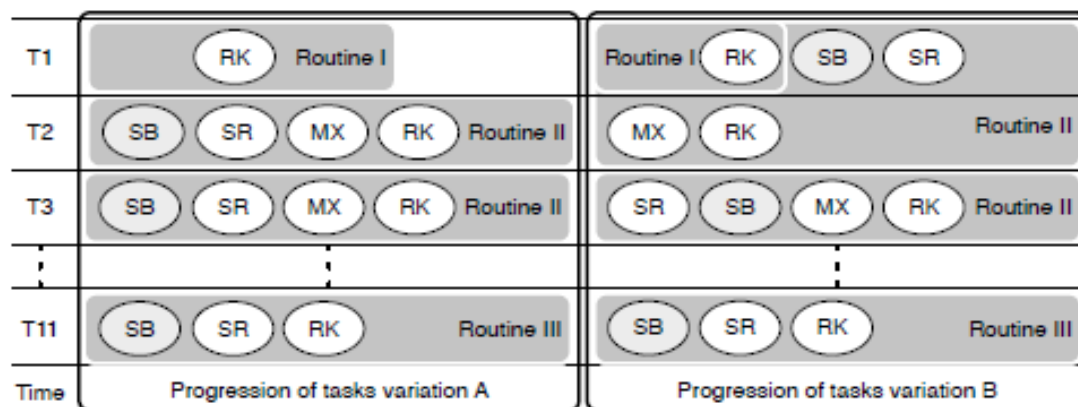 T1 RK Routine I Routine I RK SB SR
T2 SB SR MX RK Routine II MX RK Routine II
T3 SB SR MX RK Routine II SR SB MX RK Routine II
T11 SB SR RK Routine III SB SR RK Routine III
Time Progression of tasks variation A Progression of tasks variation B